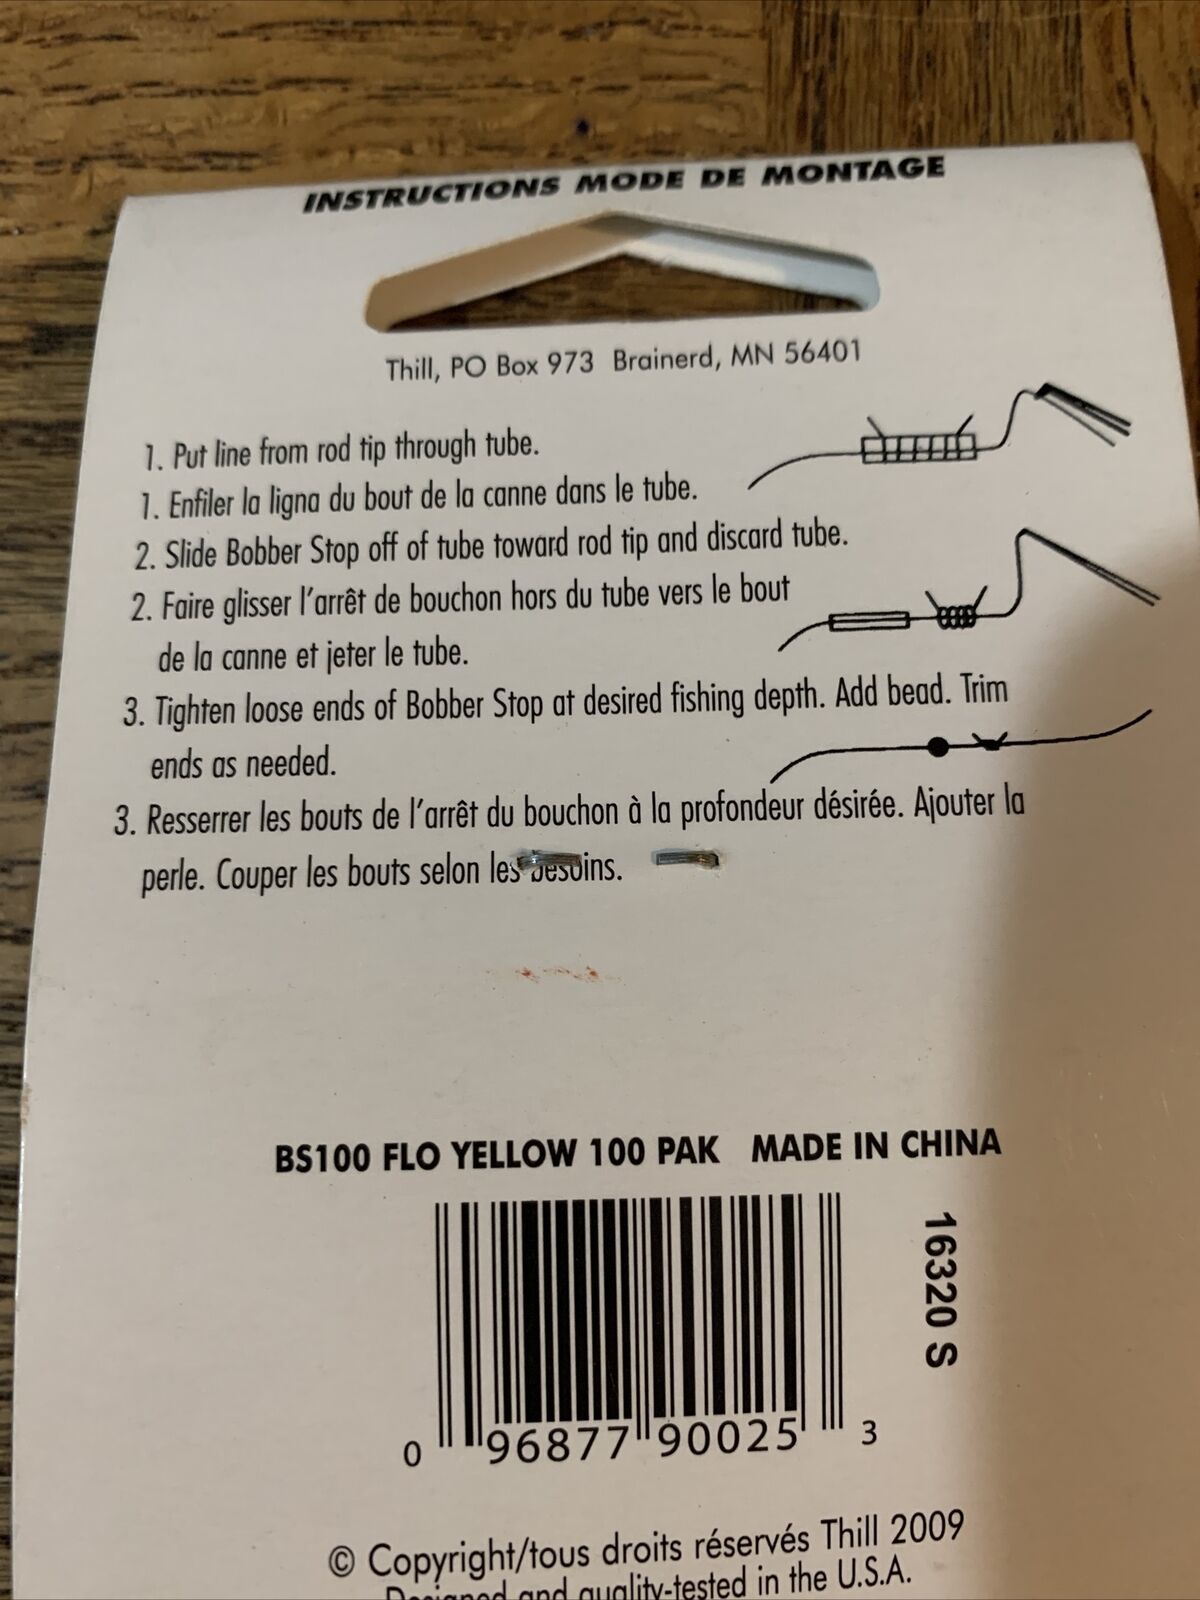 INSTRUCTIONS MODE DE MONTAGE
Thill, PO Box 973 Brainerd, MN 56401
1. Put line from rod tip through tube.
1. Enfiler la ligna du bout de la canne dans le tube.
2. Slide Bobber Stop off of tube toward rod tip and discard tube.
2. Faire glisser l'arrêt de bouchon hors du tube vers le bout
de la canne et jeter le tube.
3. Tighten loose ends of Bobber Stop at desired fishing depth. Add bead. Trim
ends as needed.
3. Resserrer les bouts de l'arrêt du bouchon à la profondeur désirée. Ajouter la
perle. Couper les bouts selon les besoins.
BS100 FLO YELLOW 100 PAK MADE IN CHINA
16320 S
0 96877 90025 3
© Copyright/tous droits réservés Thill 2009
Designed and quality-tested in the U.S.A.